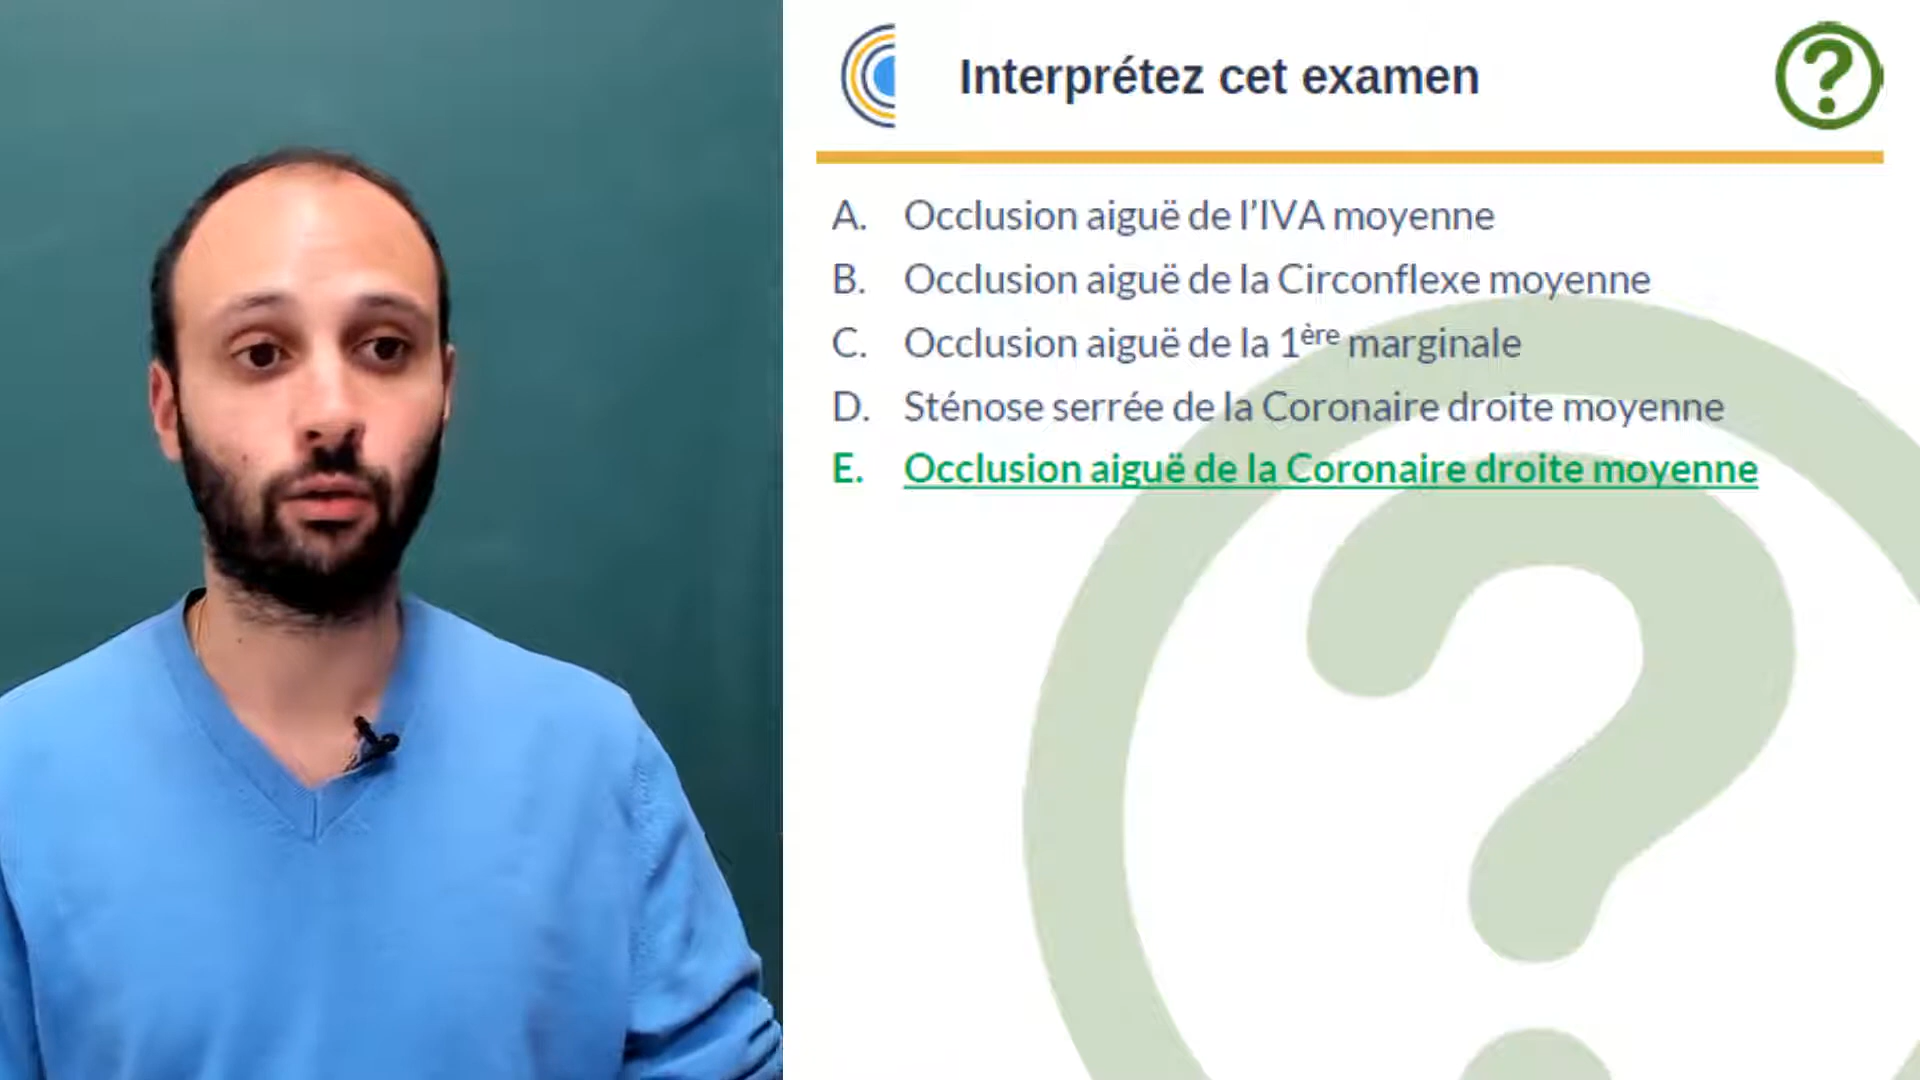 Interprétez cet examen
A. Occlusion aiguë de l’IVA moyenne
B. Occlusion aiguë de la Circonflexe moyenne
C. Occlusion aiguë de la 1ère marginale
D. Sténose serrée de la Coronaire droite moyenne
E. Occlusion aiguë de la Coronaire droite moyenne